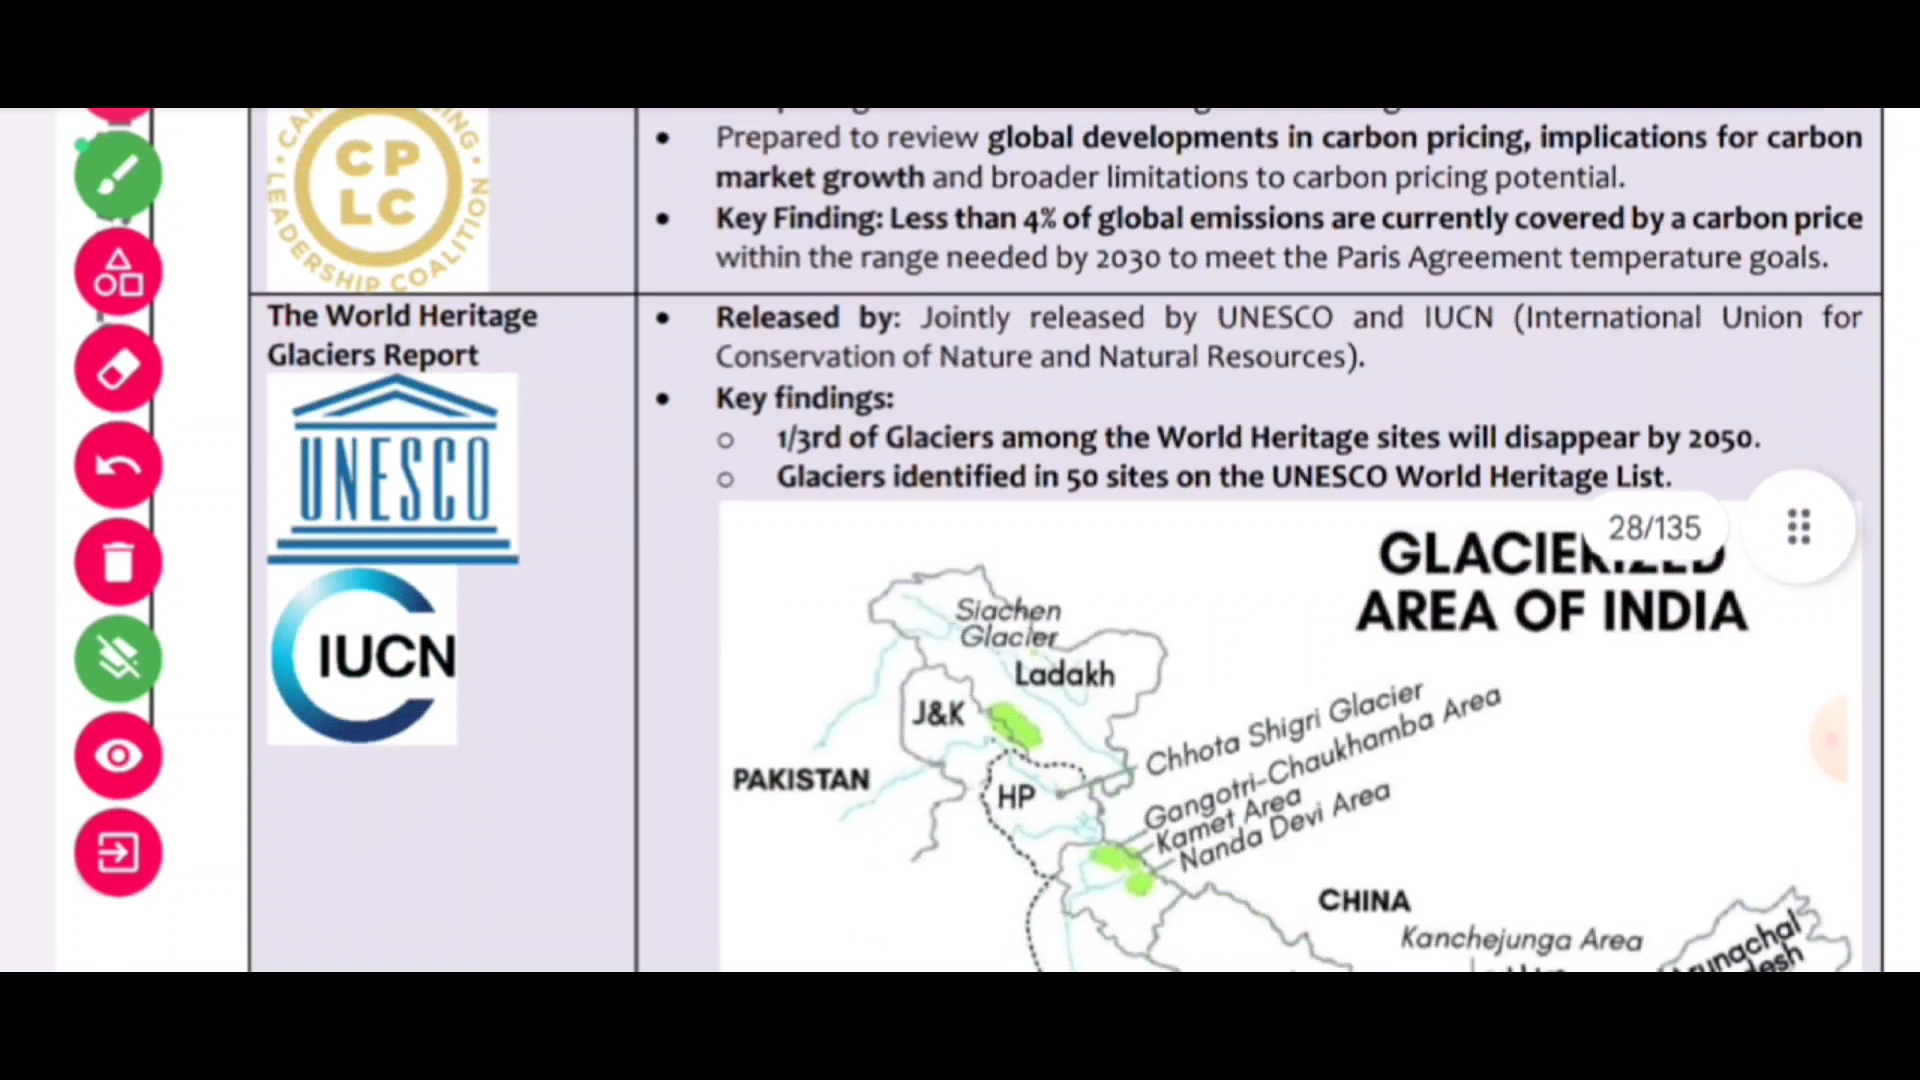 CPLC
LEADERSHIP COALITION
Prepared to review global developments in carbon pricing, implications for carbon
market growth and broader limitations to carbon pricing potential.
Key Finding: Less than 4% of global emissions are currently covered by a carbon price
within the range needed by 2030 to meet the Paris Agreement temperature goals.
The World Heritage
Glaciers Report
UNESCO
IUCN
Released by: Jointly released by UNESCO and IUCN (International Union for
Conservation of Nature and Natural Resources).
Key findings:
1/3rd of Glaciers among the World Heritage sites will disappear by 2050.
Glaciers identified in 50 sites on the UNESCO World Heritage List.
28/135
AREA OF INDIA
Siachen
Glacier
Ladakh
J&K
Chhota Shigri Glacier
Gangotri-Chaukhamba Area
Kamet Area
Nanda Devi Area
PAKISTAN
HP
CHINA
Kanchejunga Area